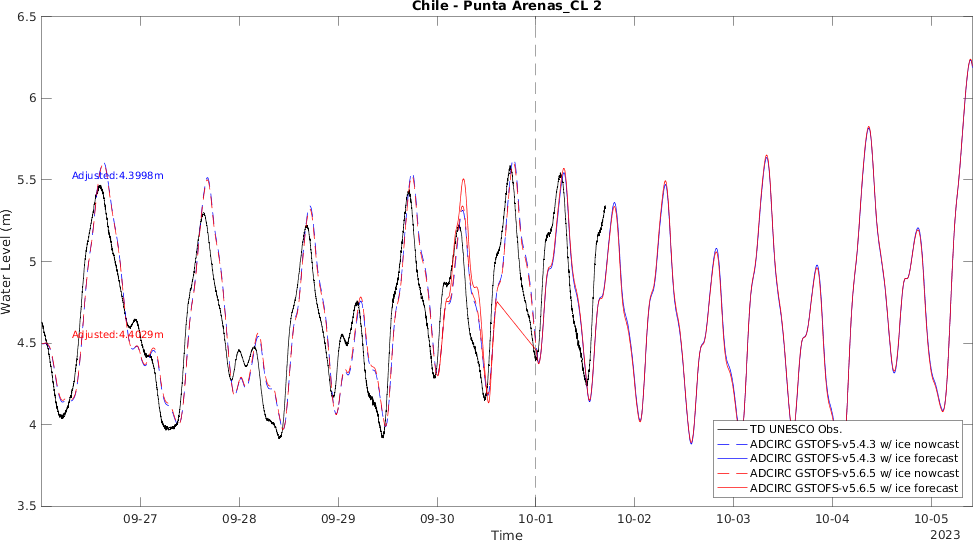 Chile - Punta Arenas_CL 2
6.5
6
5.5
5
4.5
4
3.5
Water Level (m)
Adjusted:4.3998m
Adjusted:4.4029m
TD UNESCO Obs.
ADCIRC GSTOFS-v5.4.3 w/ ice nowcast
ADCIRC GSTOFS-v5.4.3 w/ ice forecast
ADCIRC GSTOFS-v5.6.5 w/ ice nowcast
ADCIRC GSTOFS-v5.6.5 w/ ice forecast
09-27 09-28 09-29 09-30 10-01 10-02 10-03 10-04 10-05
Time
2023